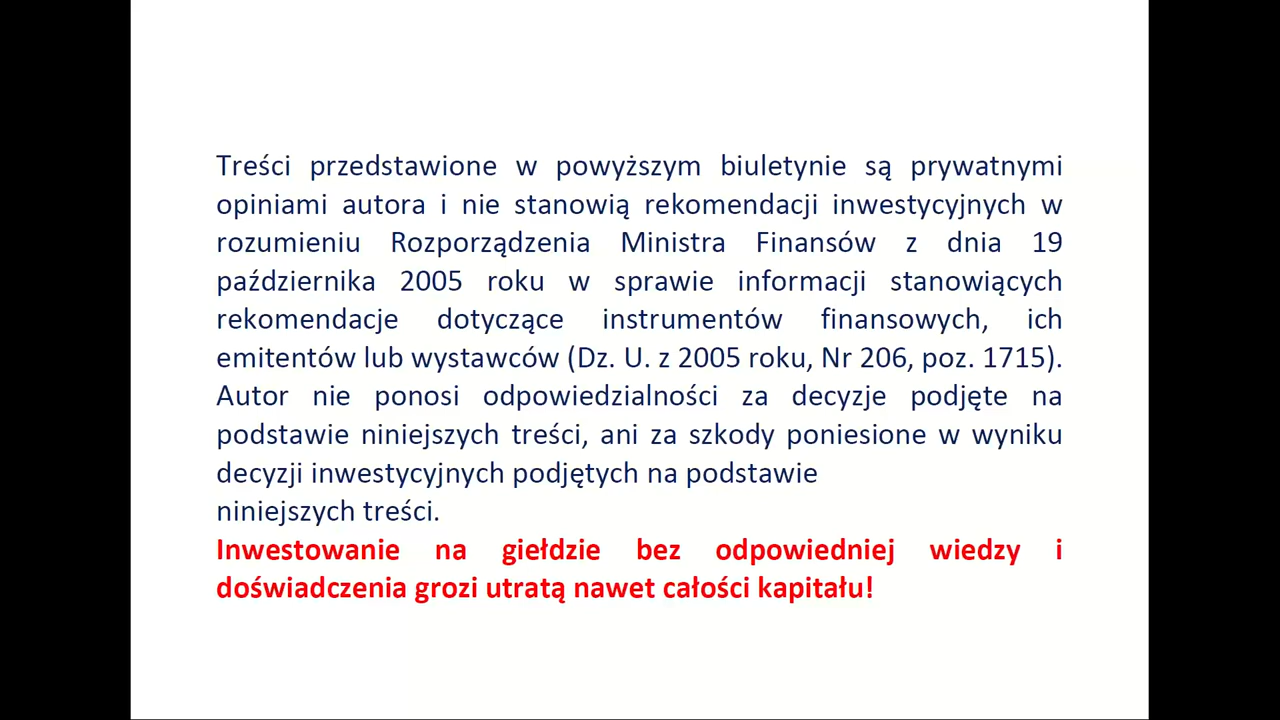 Treści przedstawione w powyższym biuletynie są prywatnymi
opiniami autora i nie stanowią rekomendacji inwestycyjnych w
rozumieniu Rozporządzenia Ministra Finansów z dnia 19
października 2005 roku w sprawie informacji stanowiących
rekomendacje dotyczące instrumentów finansowych, ich
emitentów lub wystawców (Dz. U. z 2005 roku, Nr 206, poz. 1715).
Autor nie ponosi odpowiedzialności za decyzje podjęte na
podstawie niniejszych treści, ani za szkody poniesione w wyniku
decyzji inwestycyjnych podjętych na podstawie
niniejszych treści.
Inwestowanie na giełdzie bez odpowiedniej wiedzy i
doświadczenia grozi utratą nawet całości kapitału!